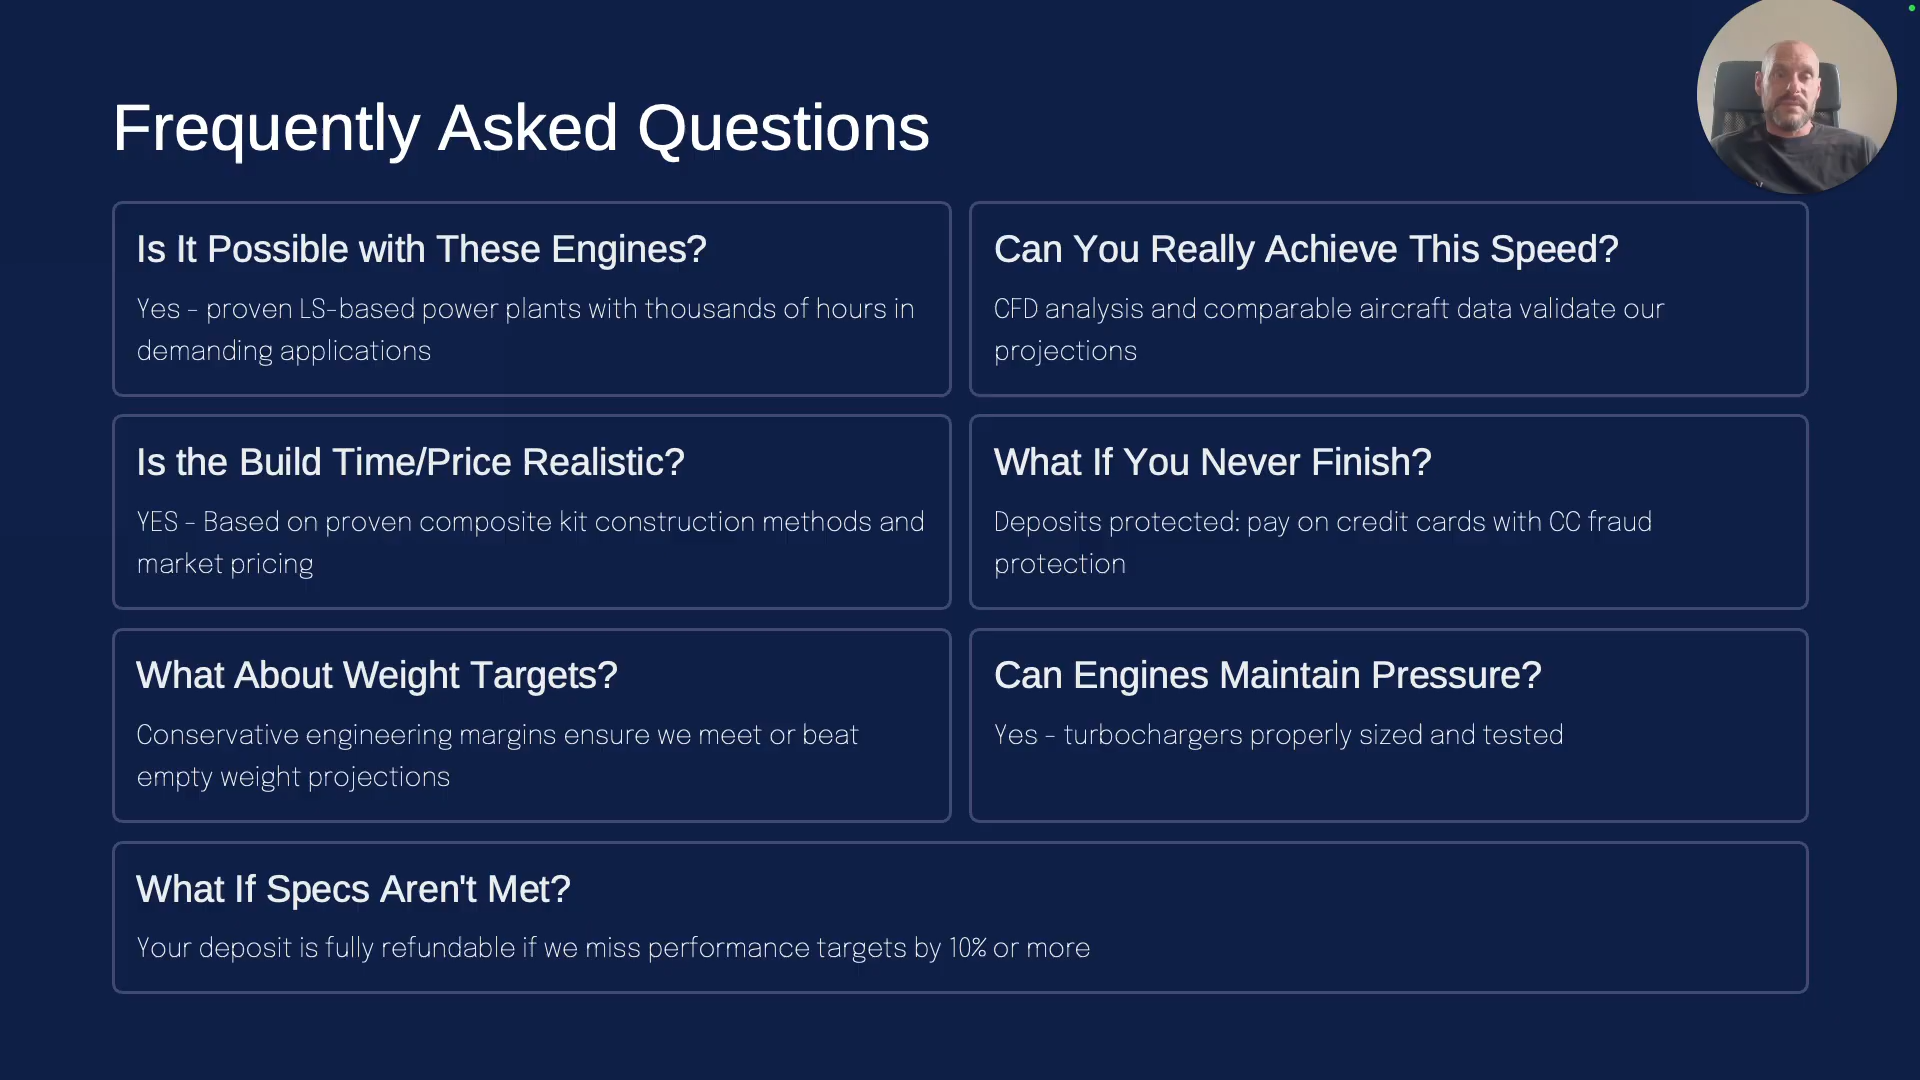 Frequently Asked Questions
Is It Possible with These Engines?
Yes - proven LS-based power plants with thousands of hours in
demanding applications
Can You Really Achieve This Speed?
CFD analysis and comparable aircraft data validate our
projections
Is the Build Time/Price Realistic?
YES - Based on proven composite kit construction methods and
market pricing
What If You Never Finish?
Deposits protected: pay on credit cards with CC fraud
protection
What About Weight Targets?
Conservative engineering margins ensure we meet or beat
empty weight projections
Can Engines Maintain Pressure?
Yes - turbochargers properly sized and tested
What If Specs Aren't Met?
Your deposit is fully refundable if we miss performance targets by 10% or more